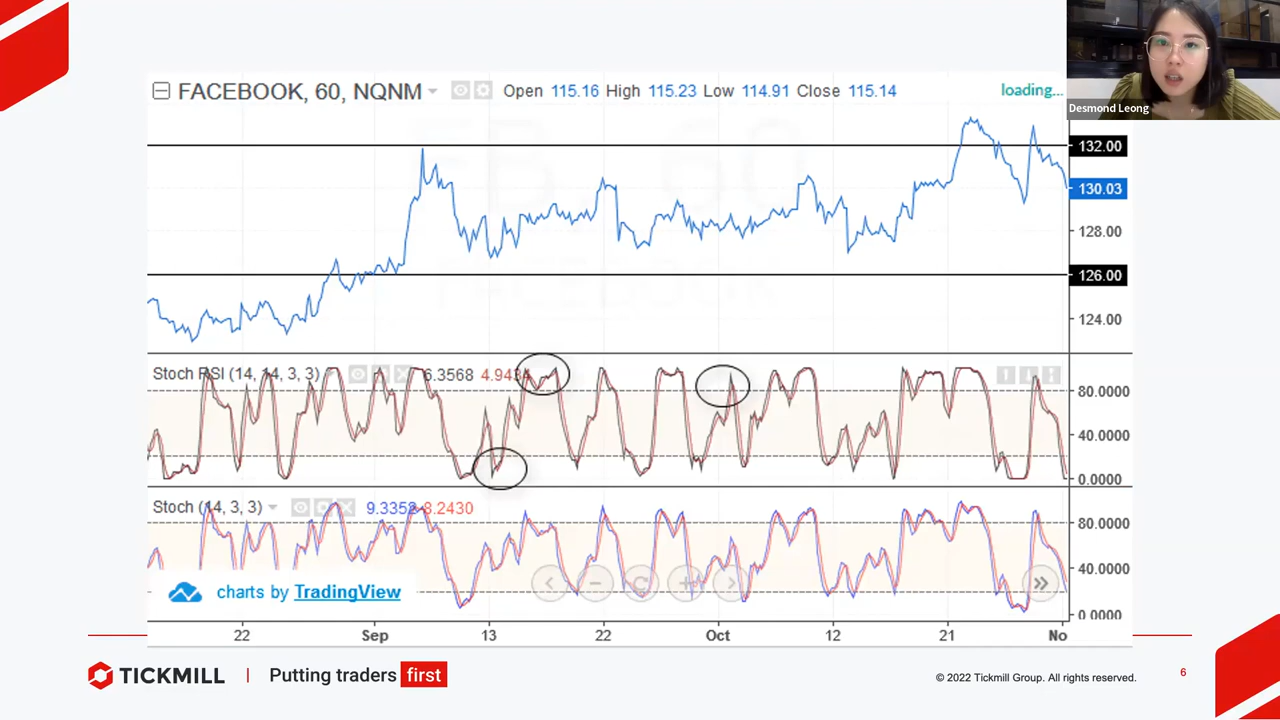 FACEBOOK, 60, NQNM Open 115.16 High 115.23 Low 114.91 Close 115.14 loading...
Desmond Leong
132.00
130.03
128.00
126.00
124.00
Stoch RSI (14, 14, 3, 3) 6.3568 4.9434
80.0000
40.0000
0.0000
Stoch (14, 3, 3) 9.3352 8.2430
80.0000
40.0000
0.0000
charts by TradingView
22 Sep 13 22 Oct 12 21 No
TICKMILL | Putting traders first
© 2022 Tickmill Group. All rights reserved.
6